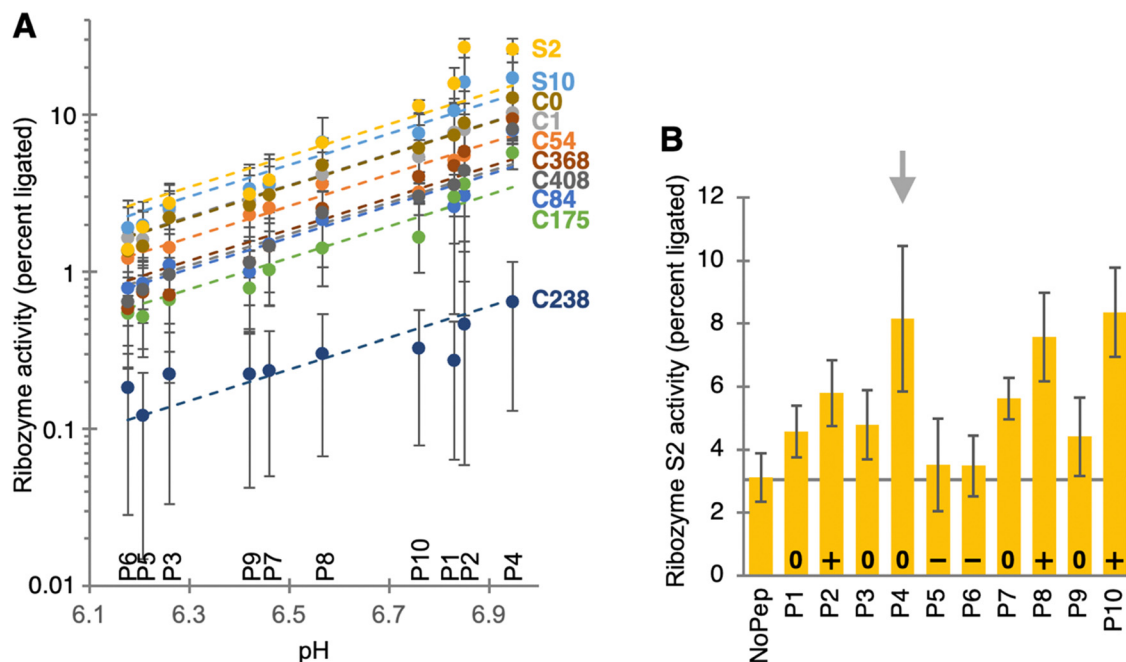 A
Ribozyme activity (percent ligated)
10
1
0.1
0.01
S2
S10
C0
C1
C54
C368
C408
C84
C175
C238
P6
P5
P3
P9
P7
P8
P10
P1
P2
P4
6.1
6.3
6.5
6.7
6.9
pH
B
Ribozyme S2 activity (percent ligated)
12
10
8
6
4
2
0
0
+
0
0
–
–
0
+
0
+
NoPep
P1
P2
P3
P4
P5
P6
P7
P8
P9
P10